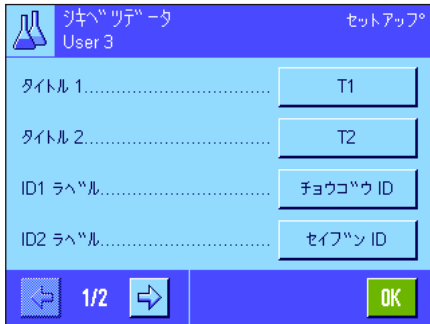 シキベツデータ セットアップ
User 3
タイトル 1................................. T1
タイトル 2................................. T2
ID1 ラベル................................. チョウゴウ ID
ID2 ラベル................................. セイブン ID
1/2 OK